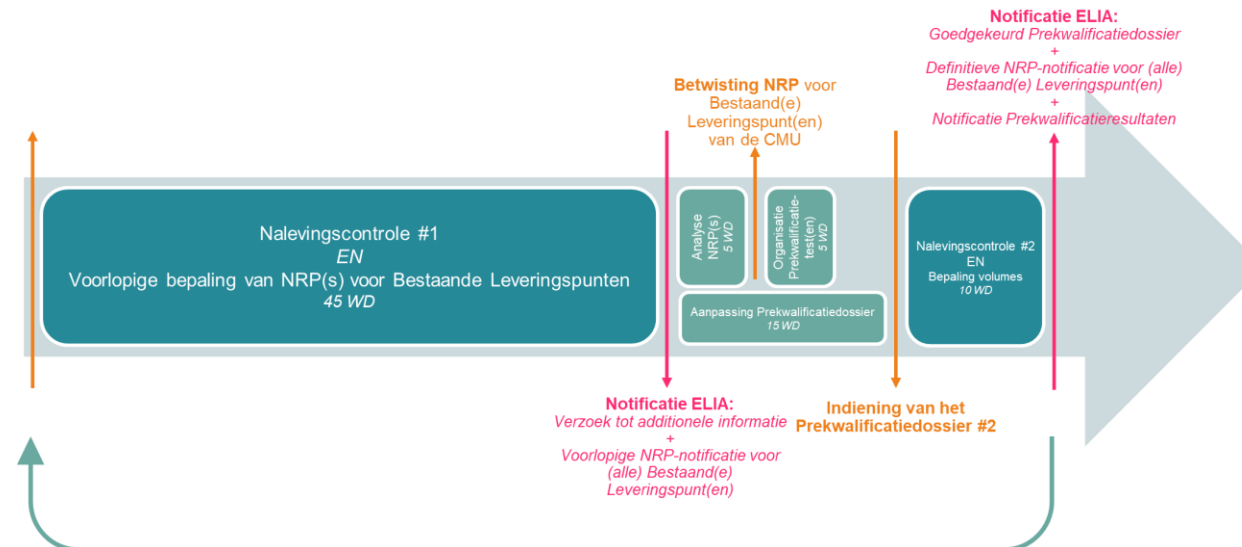 Notificatie ELIA:
Goedgekeurd Prekwalificatiedossier
+
Definitieve NRP-notificatie voor (alle)
Bestaand(e) Leveringspunt(en)
+
Notificatie Prekwalificatieresultaten
Betwisting NRP voor
Bestaand(e)
Leveringspunt(en)
van de CMU
Nalevingscontrole #1
EN
Voorlopige bepaling van NRP(s) voor Bestaande Leveringspunten
45 WD
Analyse
NRP(s)
5 WD
Organisatie
Prekwalificatie-
test(en)
5 WD
Aanpassing Prekwalificatiedossier
15 WD
Nalevingscontrole #2
EN
Bepaling volumes
10 WD
Notificatie ELIA:
Verzoek tot additionele informatie
+
Voorlopige NRP-notificatie voor
(alle) Bestaand(e)
Leveringspunt(en)
Indiening van het
Prekwalificatiedossier #2